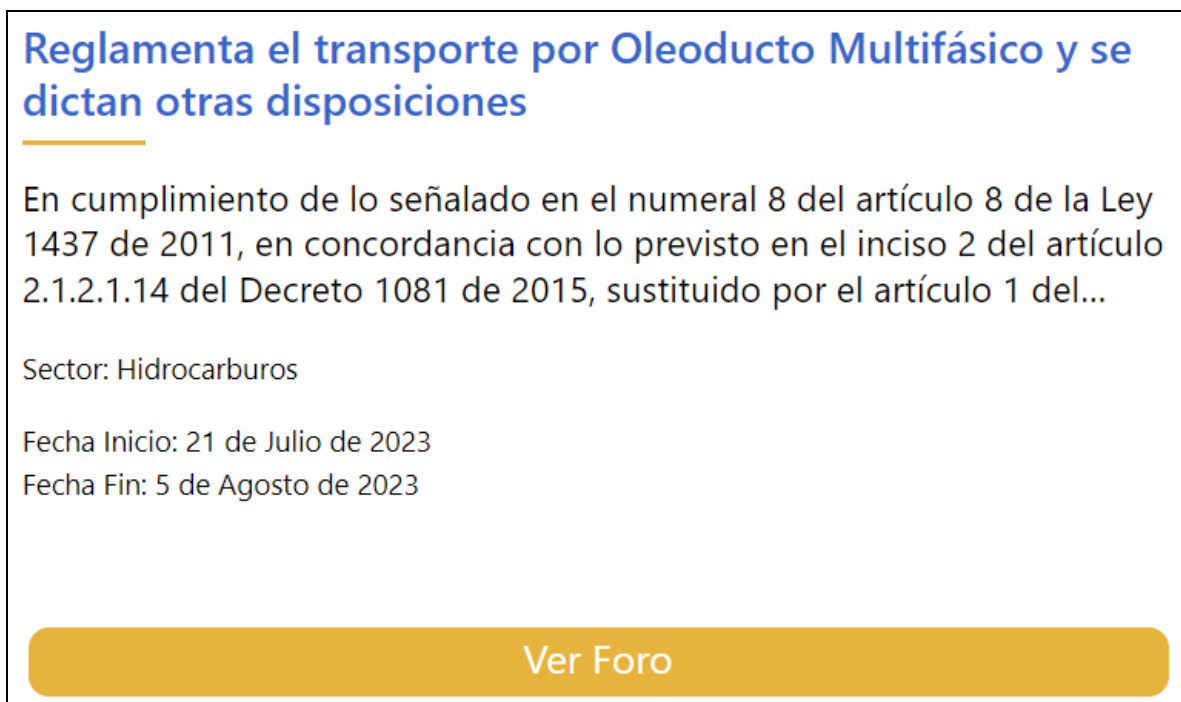 Reglamenta el transporte por Oleoducto Multifásico y se
dictan otras disposiciones
En cumplimiento de lo señalado en el numeral 8 del artículo 8 de la Ley
1437 de 2011, en concordancia con lo previsto en el inciso 2 del artículo
2.1.2.1.14 del Decreto 1081 de 2015, sustituido por el artículo 1 del...
Sector: Hidrocarburos
Fecha Inicio: 21 de Julio de 2023
Fecha Fin: 5 de Agosto de 2023
Ver Foro